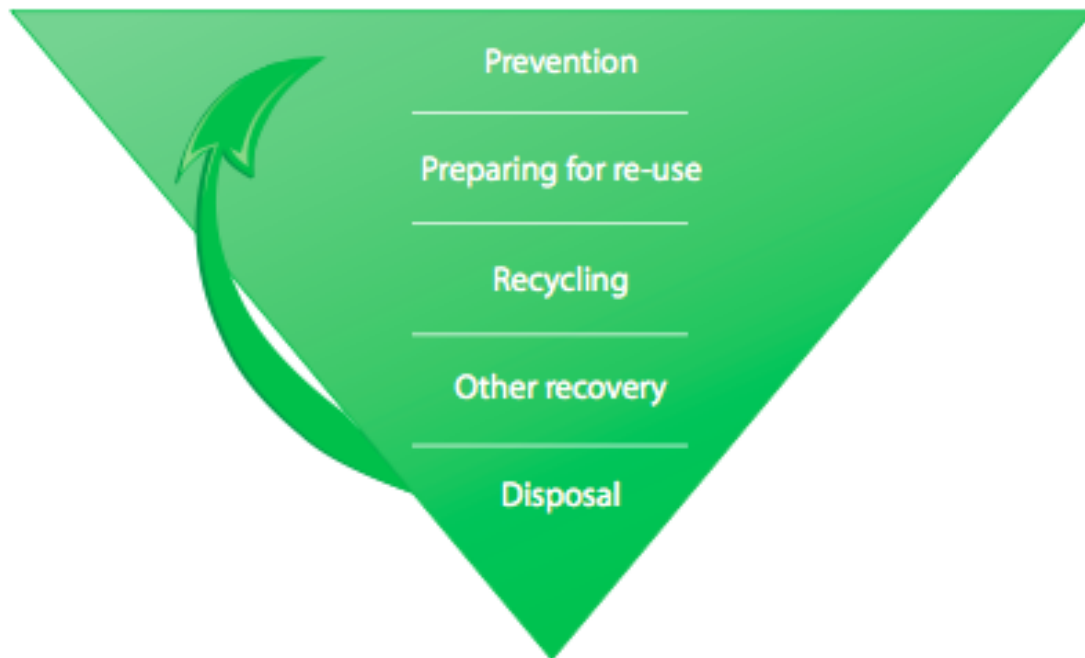 Prevention
Preparing for re-use
Recycling
Other recovery
Disposal